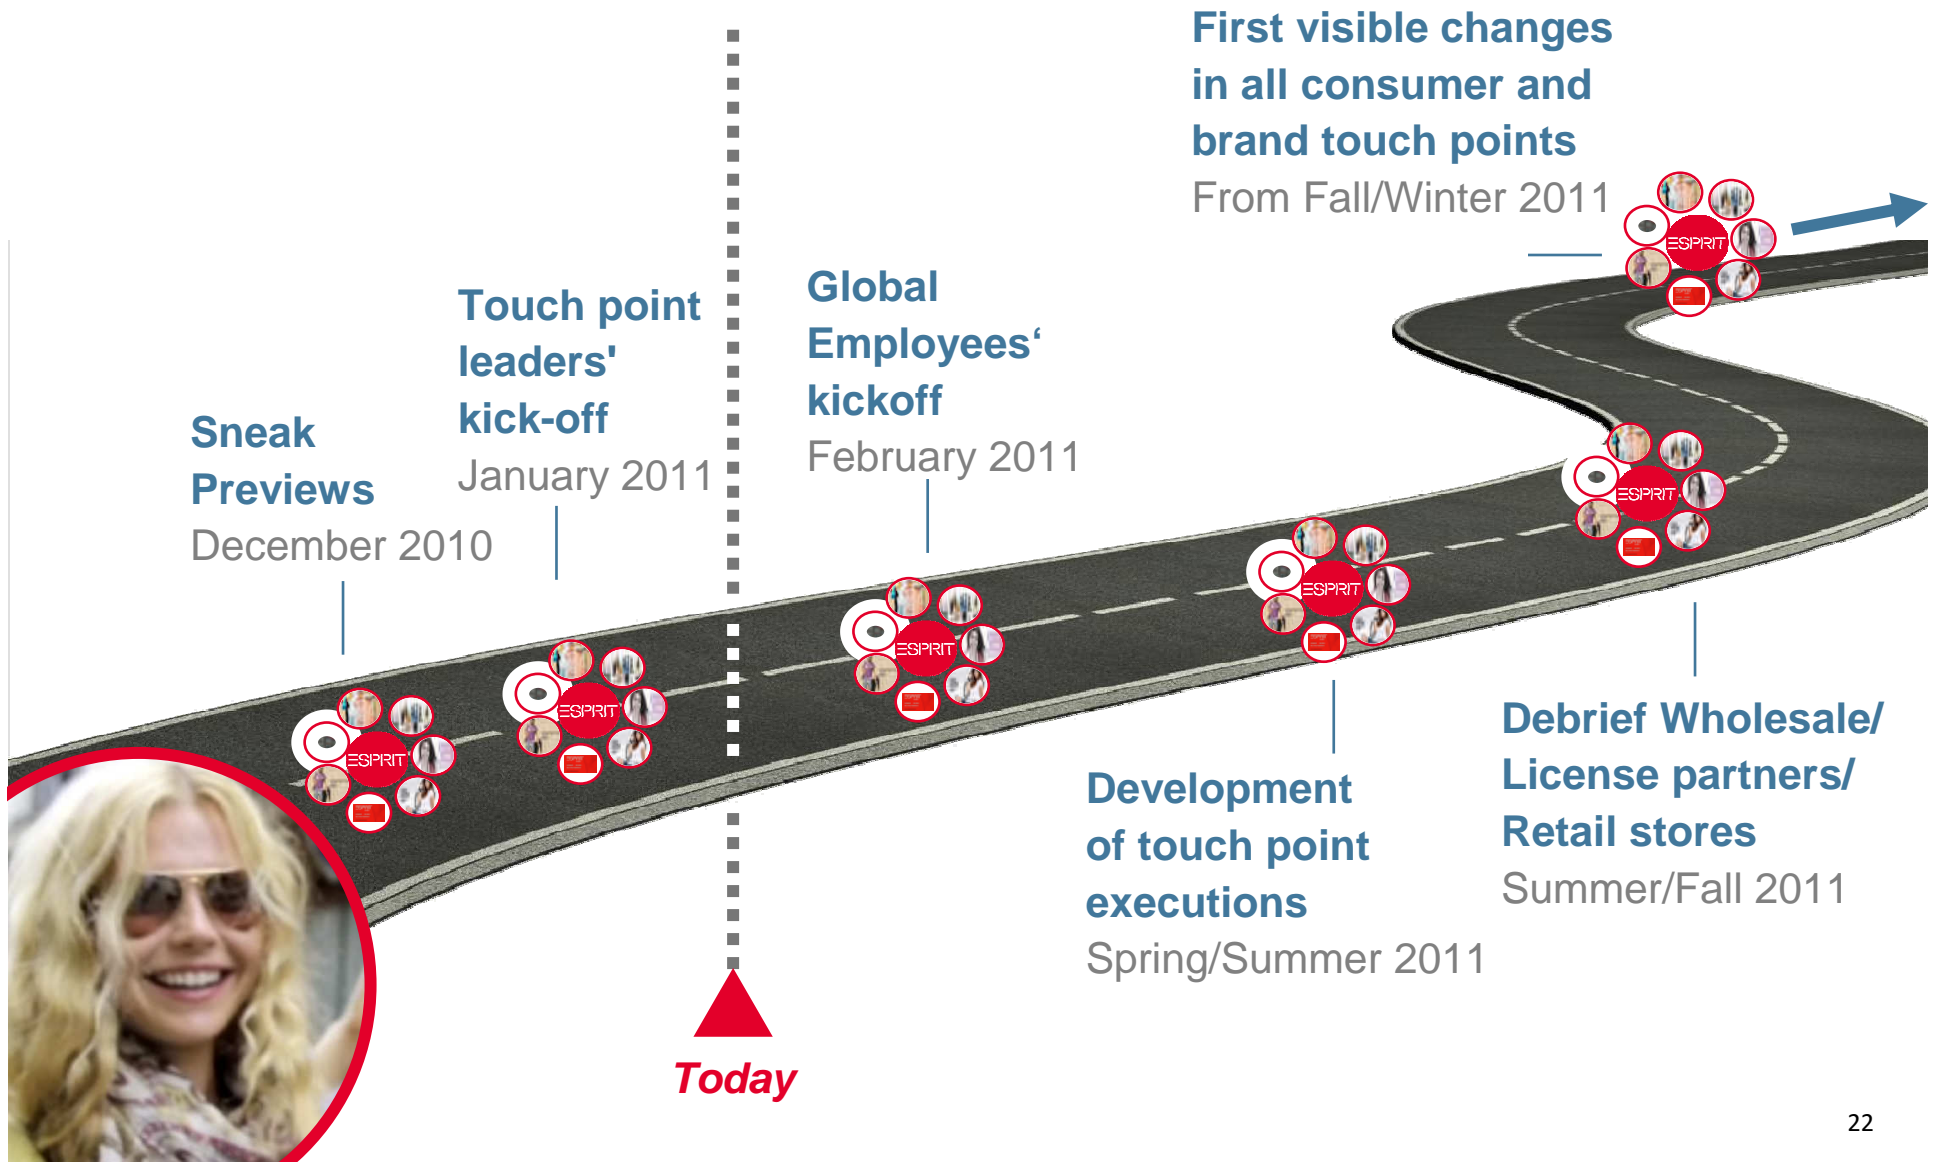 First visible changes
in all consumer and
brand touch points
From Fall/Winter 2011
Global
Employees‘
kickoff
February 2011
Touch point
leaders'
kick-off
January 2011
Sneak
Previews
December 2010
ESPRIT
ESPRIT
ESPRIT
ESPRIT
ESPRIT
ESPRIT
Debrief Wholesale/
License partners/
Retail stores
Summer/Fall 2011
Development
of touch point
executions
Spring/Summer 2011
Today
22